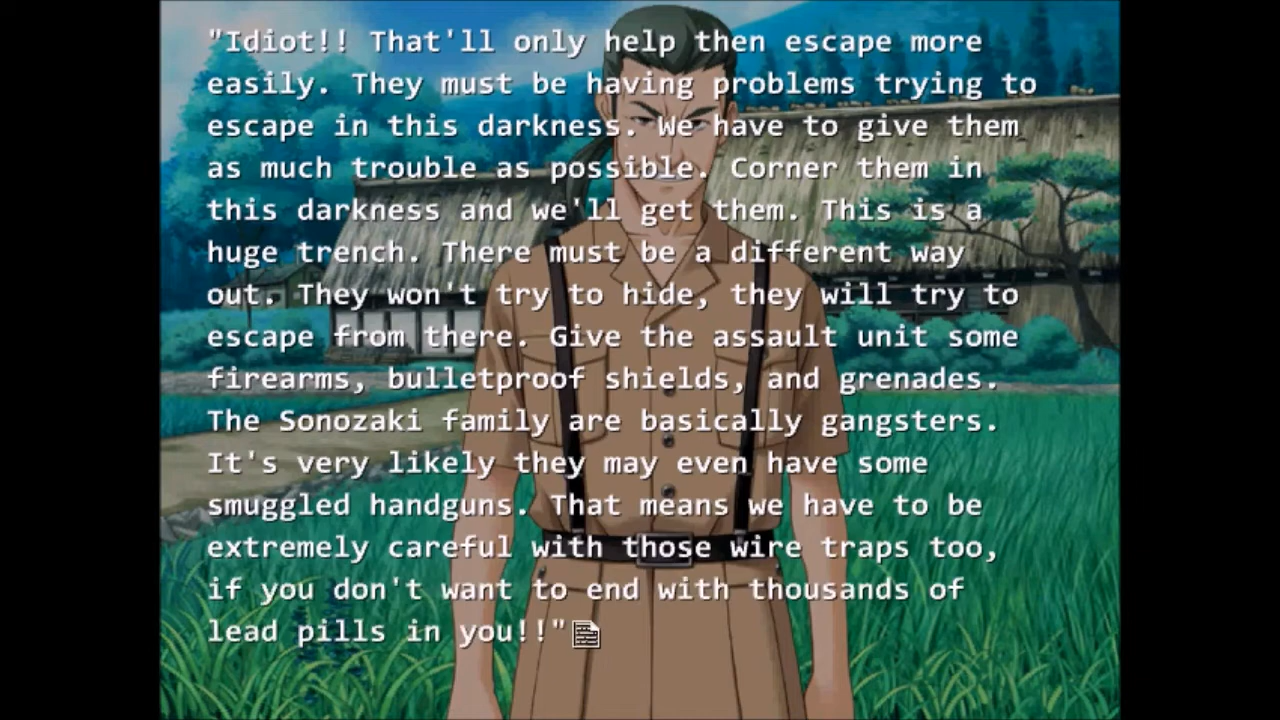 "Idiot!! That'll only help then escape more
easily. They must be having problems trying to
escape in this darkness. We have to give them
as much trouble as possible. Corner them in
this darkness and we'll get them. This is a
huge trench. There must be a different way
out. They won't try to hide, they will try to
escape from there. Give the assault unit some
firearms, bulletproof shields, and grenades.
The Sonozaki family are basically gangsters.
It's very likely they may even have some
smuggled handguns. That means we have to be
extremely careful with those wire traps too,
if you don't want to end with thousands of
lead pills in you!!"